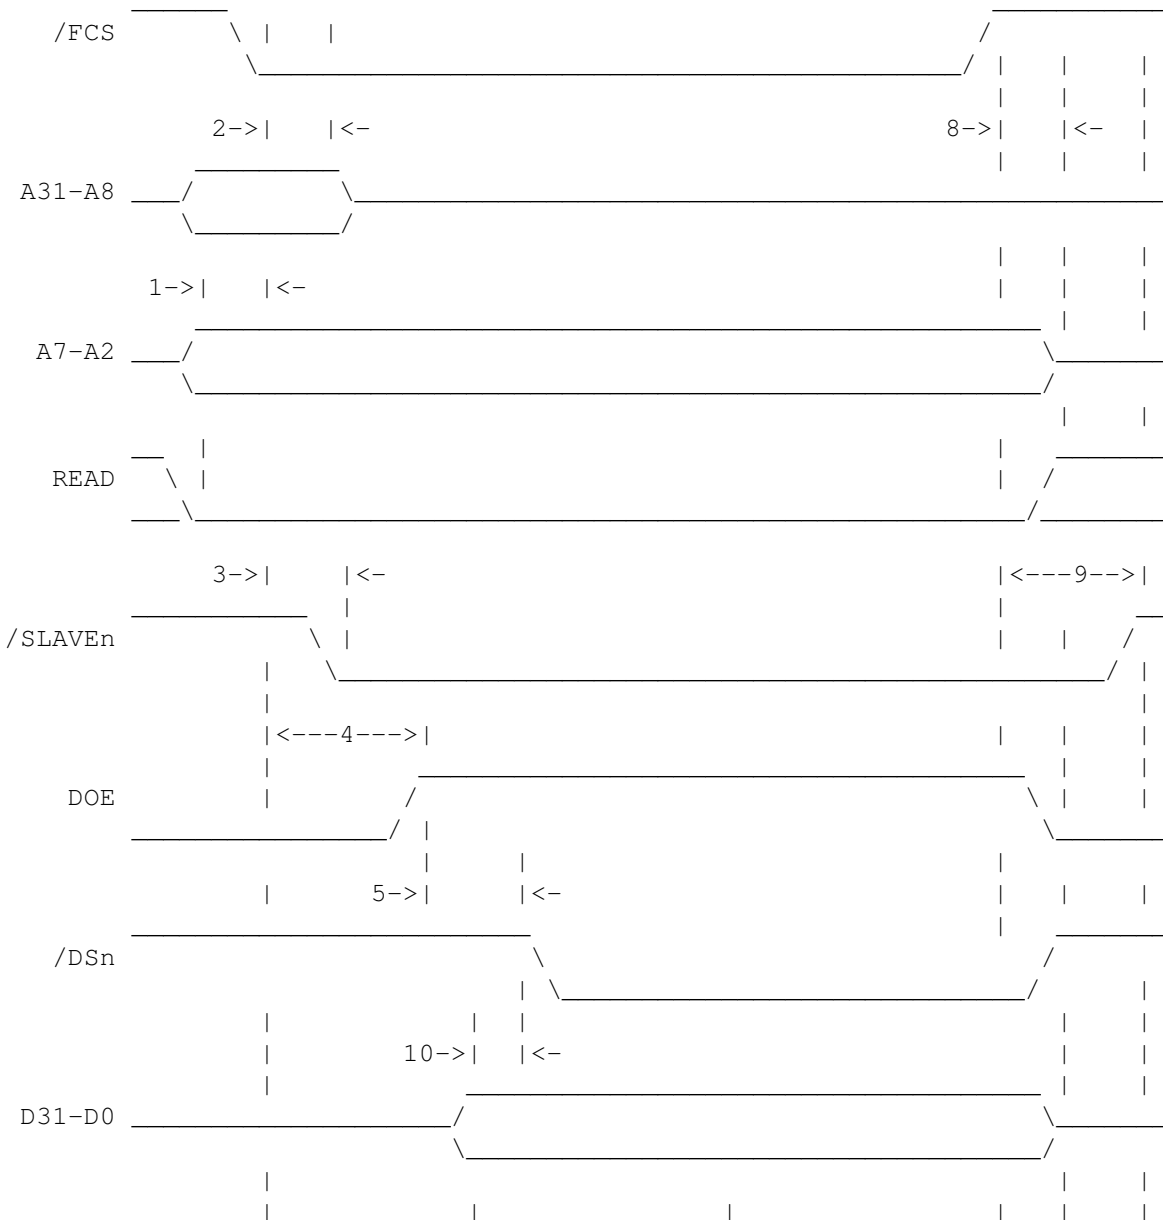 /FCS
2->| |<- 8->| |<-
A31-A8
1->| |<-
A7-A2
READ
3->| |<- |<---9-->|
/SLAVEn
|<---4--->|
DOE
5->| |<-
/DSn
10->| |<-
D31-D0